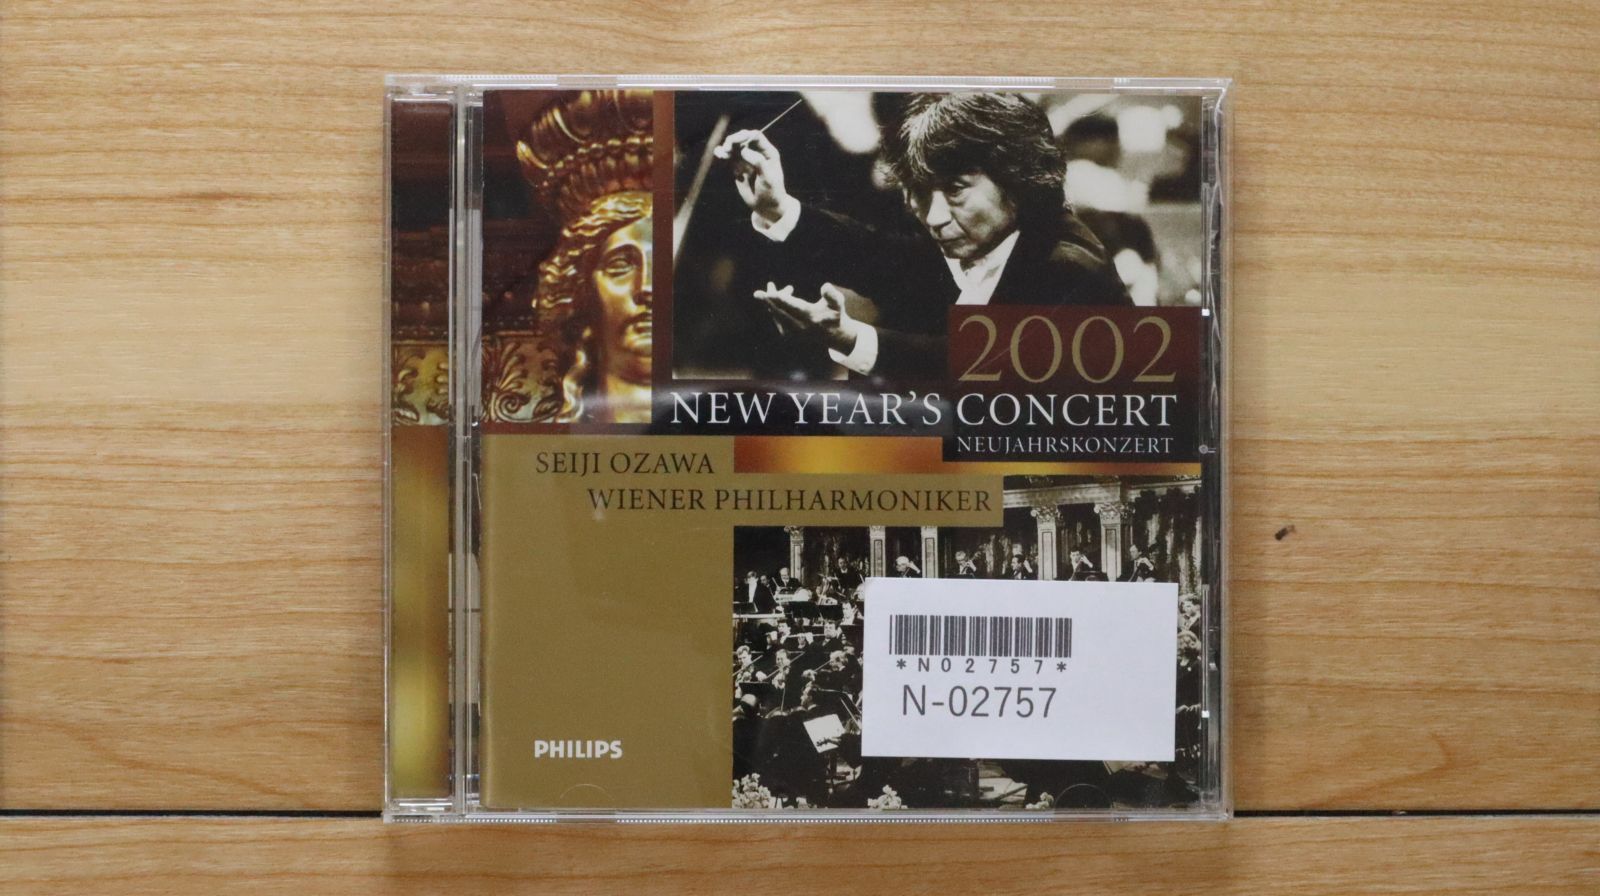 2002
NEW YEAR'S CONCERT
NEUJAHRSKONZERT
SEIJI OZAWA
WIENER PHILHARMONIKER
*N02757*
N-02757
PHILIPS